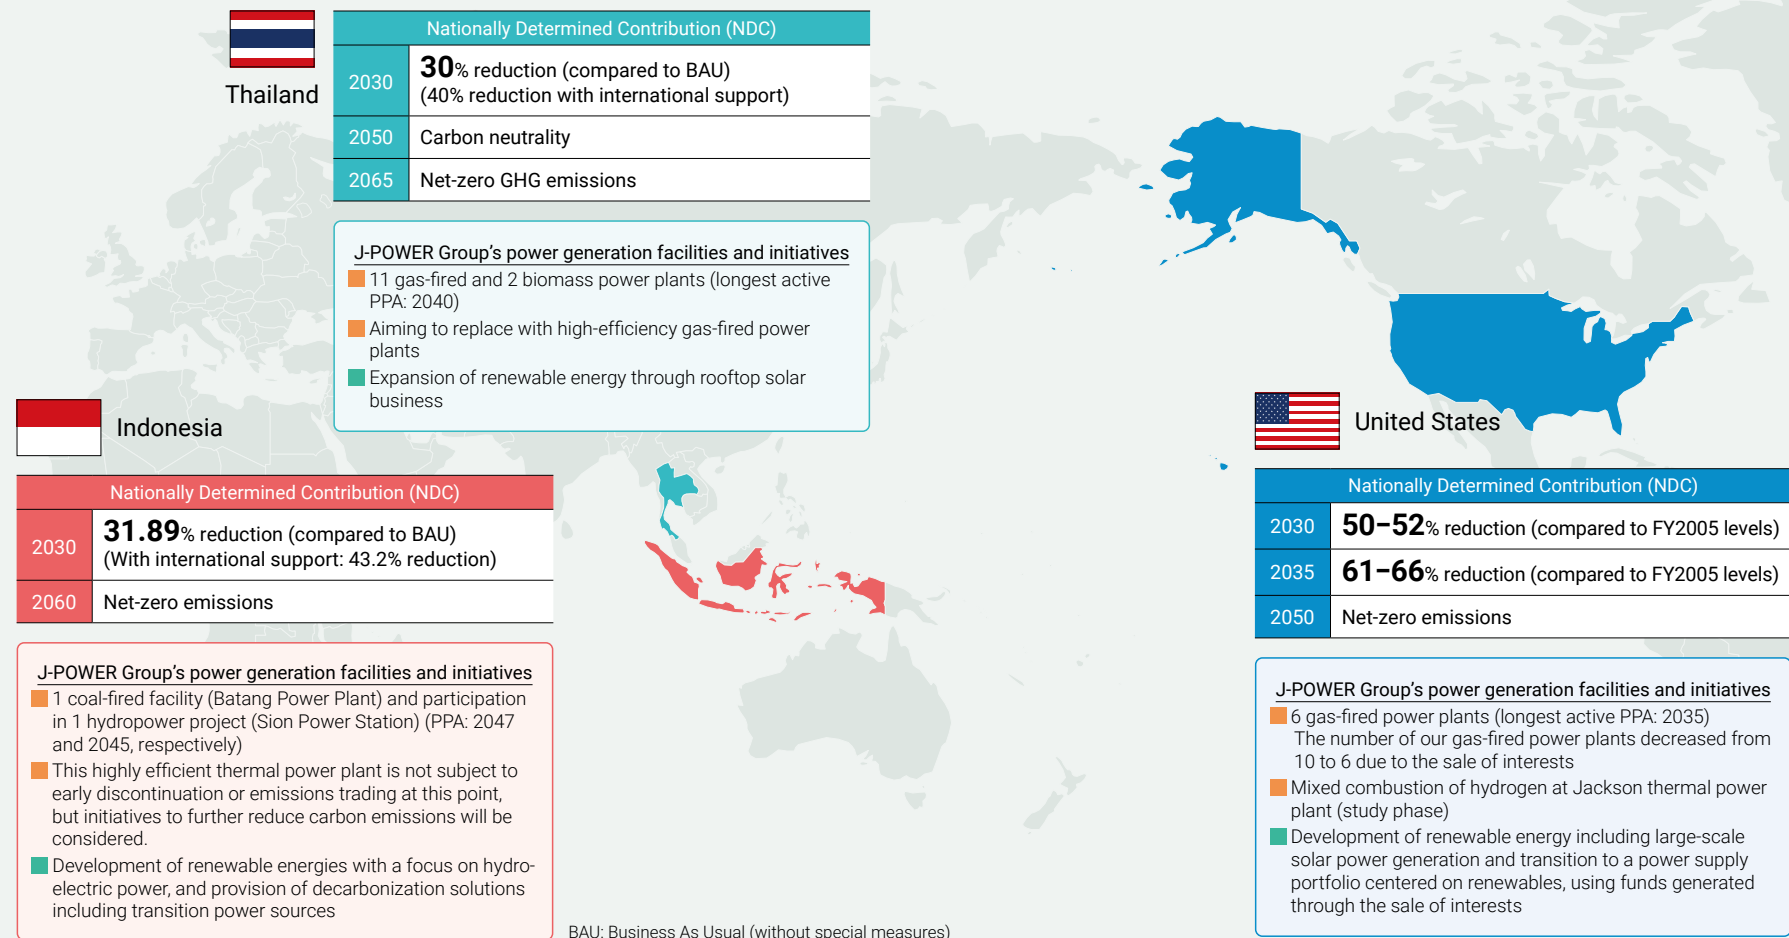 Thailand
Nationally Determined Contribution (NDC)
2030
30% reduction (compared to BAU)
(40% reduction with international support)
2050
Carbon neutrality
2065
Net-zero GHG emissions
J-POWER Group's power generation facilities and initiatives
11 gas-fired and 2 biomass power plants (longest active
PPA: 2040)
Aiming to replace with high-efficiency gas-fired power
plants
Expansion of renewable energy through rooftop solar
business
Indonesia
Nationally Determined Contribution (NDC)
2030
31.89% reduction (compared to BAU)
(With international support: 43.2% reduction)
2060
Net-zero emissions
J-POWER Group's power generation facilities and initiatives
1 coal-fired facility (Batang Power Plant) and participation
in 1 hydropower project (Sion Power Station) (PPA: 2047
and 2045, respectively)
This highly efficient thermal power plant is not subject to
early discontinuation or emissions trading at this point,
but initiatives to further reduce carbon emissions will be
considered.
Development of renewable energies with a focus on hydro-
electric power, and provision of decarbonization solutions
including transition power sources
BAU: Business As Usual (without special measures)
United States
Nationally Determined Contribution (NDC)
2030
50–52% reduction (compared to FY2005 levels)
2035
61–66% reduction (compared to FY2005 levels)
2050
Net-zero emissions
J-POWER Group's power generation facilities and initiatives
6 gas-fired power plants (longest active PPA: 2035)
The number of our gas-fired power plants decreased from
10 to 6 due to the sale of interests
Mixed combustion of hydrogen at Jackson thermal power
plant (study phase)
Development of renewable energy including large-scale
solar power generation and transition to a power supply
portfolio centered on renewables, using funds generated
through the sale of interests